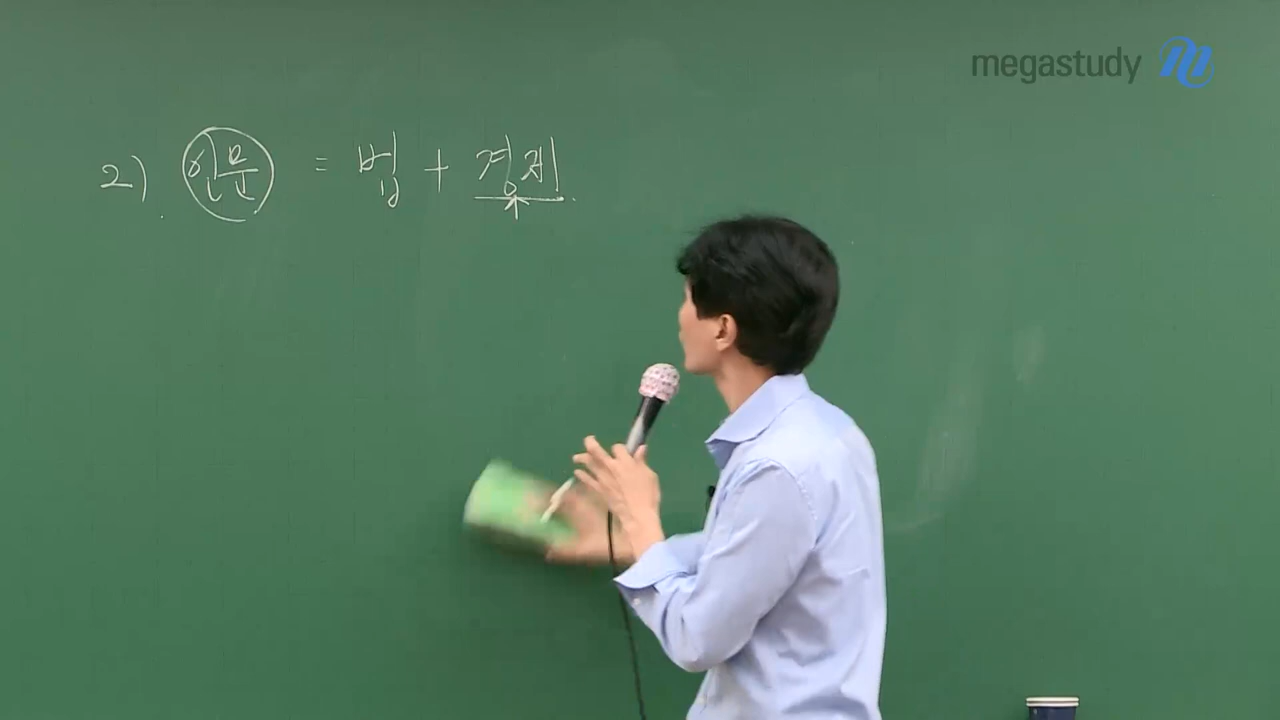 megastudy
2) 인문 = 법 + 경제